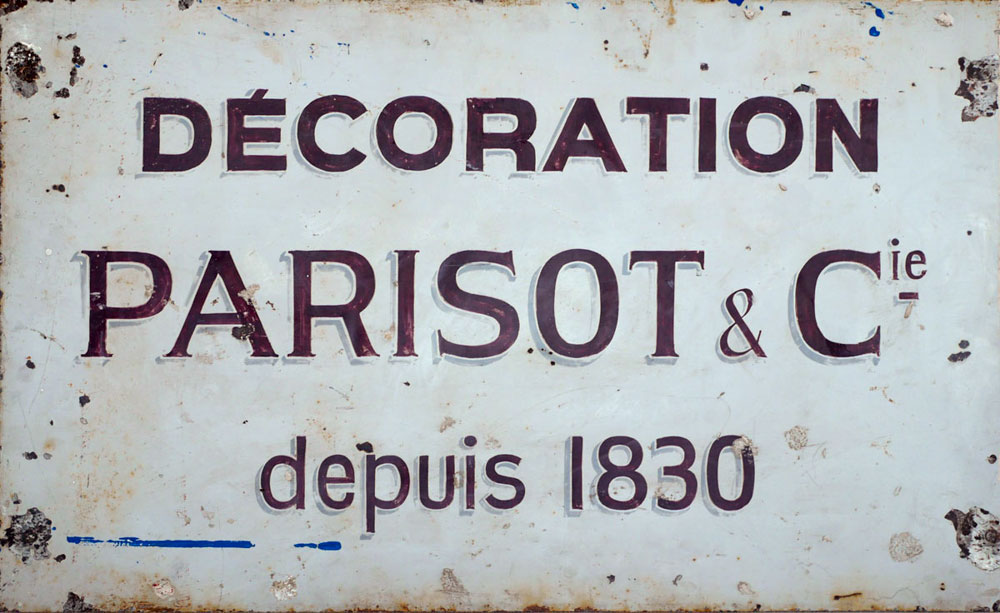 DÉCORATION
PARISOT & Cie
depuis 1830